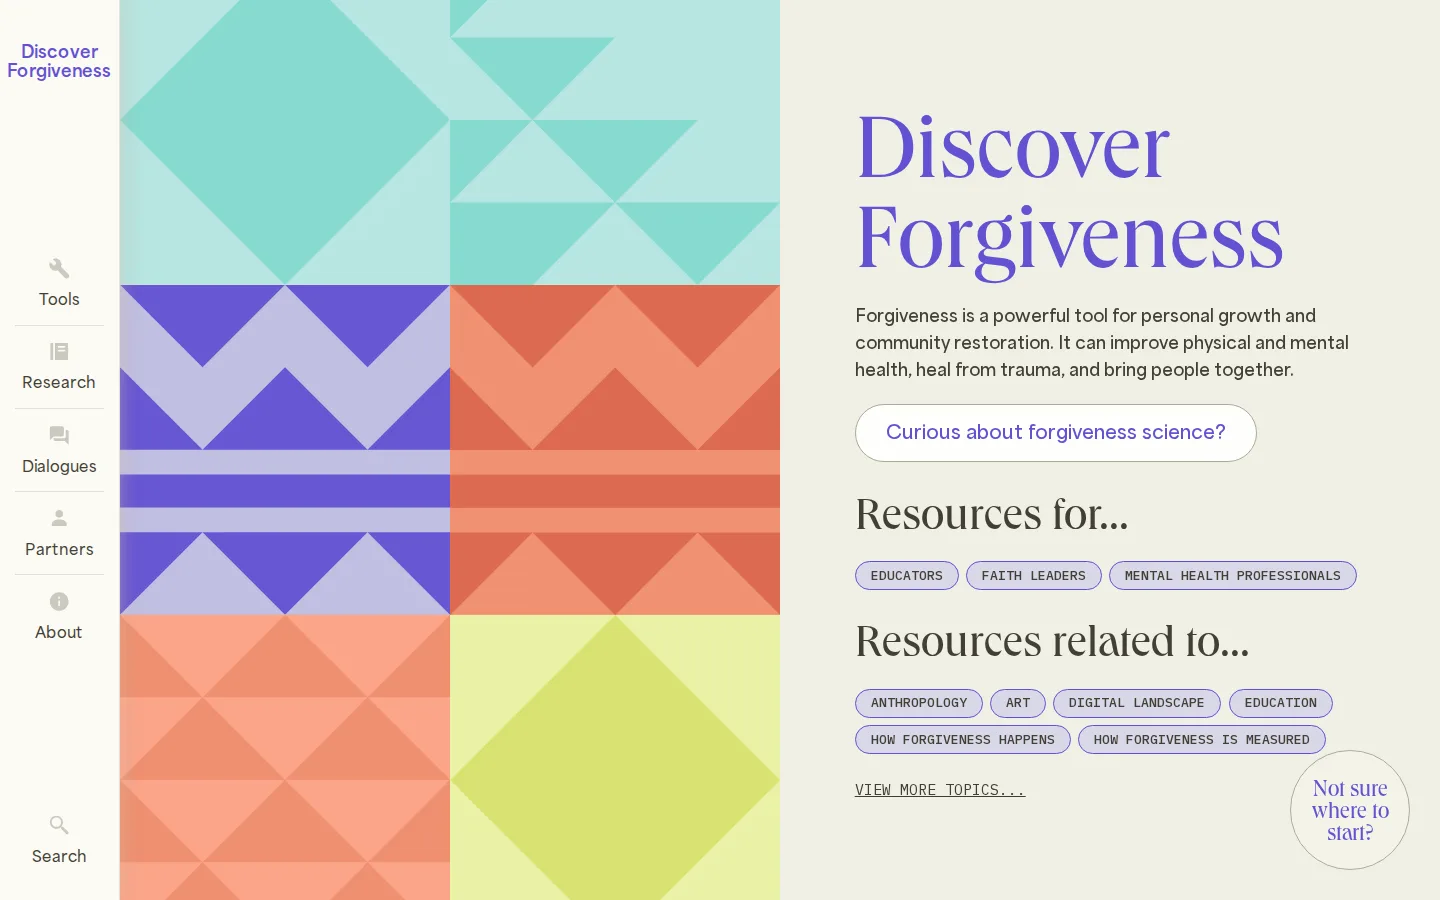 Discover
Forgiveness
Tools
Research
Dialogues
Partners
About
Search
Discover
Forgiveness
Forgiveness is a powerful tool for personal growth and
community restoration. It can improve physical and mental
health, heal from trauma, and bring people together.
Curious about forgiveness science?
Resources for...
EDUCATORS
FAITH LEADERS
MENTAL HEALTH PROFESSIONALS
Resources related to...
ANTHROPOLOGY
ART
DIGITAL LANDSCAPE
EDUCATION
HOW FORGIVENESS HAPPENS
HOW FORGIVENESS IS MEASURED
VIEW MORE TOPICS...
Not sure
where to
start?